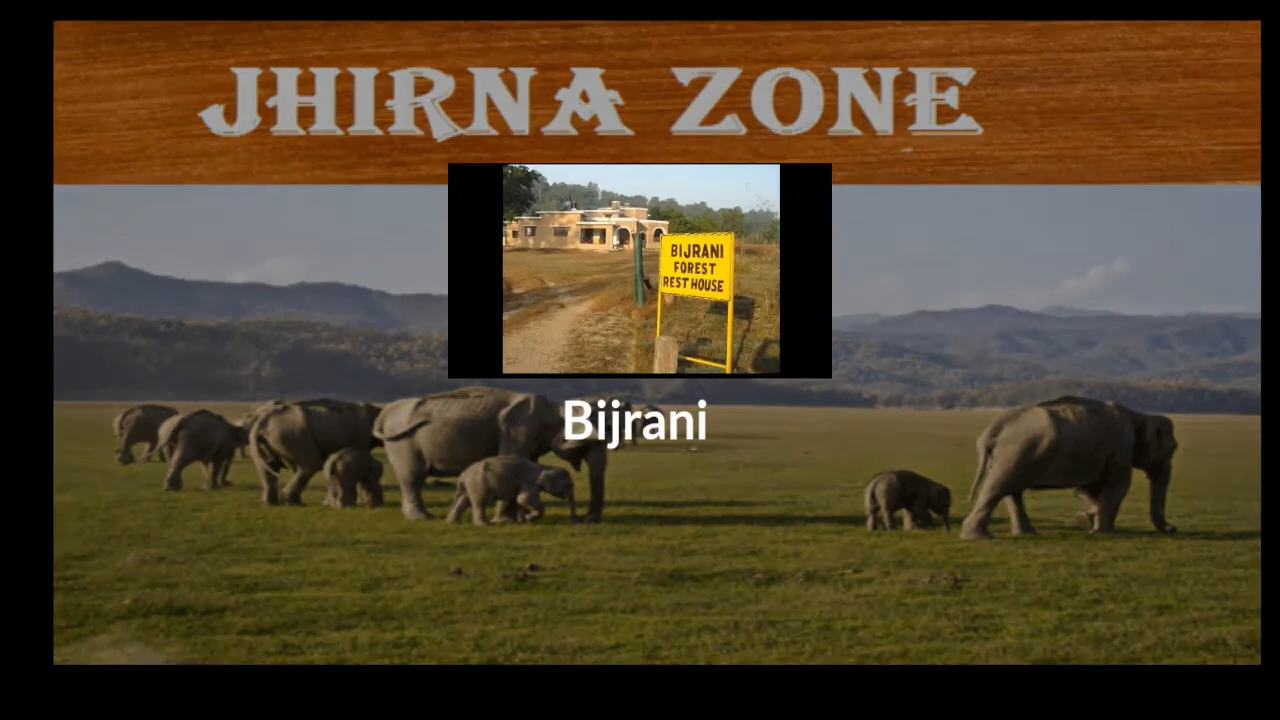 JHIRNA ZONE
BIJRANI
FOREST
REST HOUSE
Bijrani